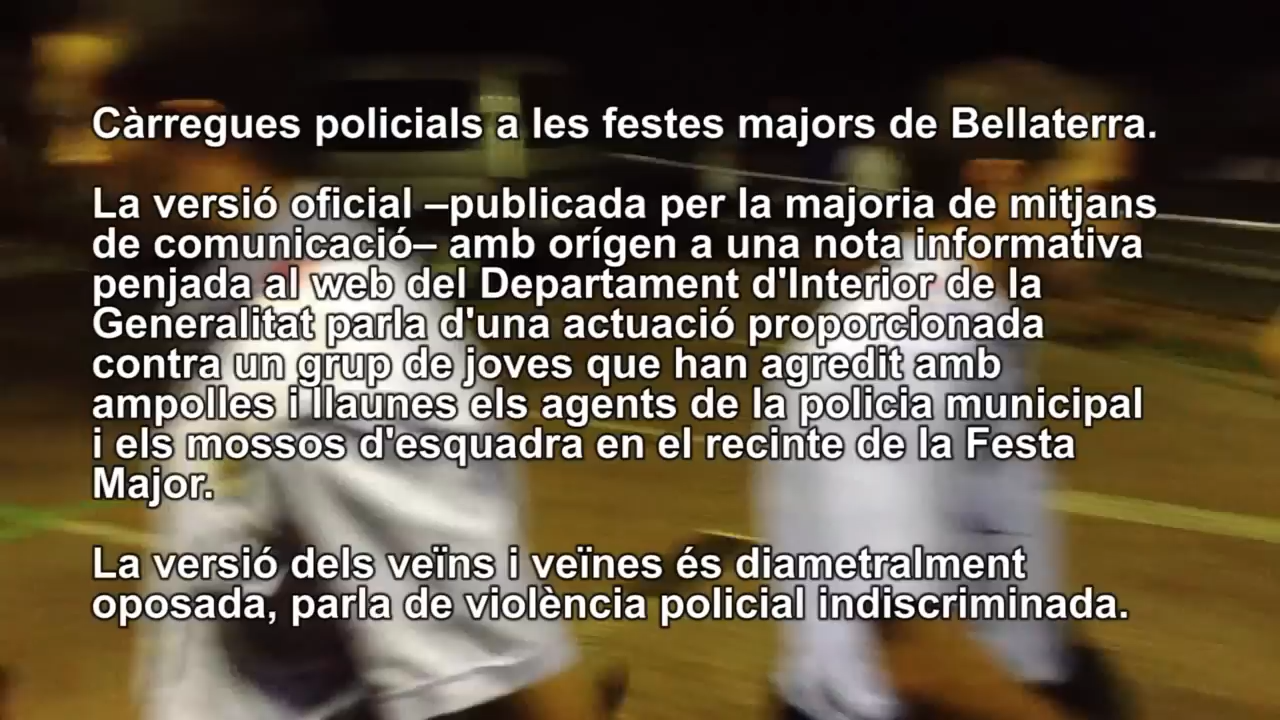 Càrregues policials a les festes majors de Bellaterra.
La versió oficial –publicada per la majoria de mitjans
de comunicació– amb orígen a una nota informativa
penjada al web del Departament d'Interior de la
Generalitat parla d'una actuació proporcionada
contra un grup de joves que han agredit amb
ampolles i llaunes els agents de la policia municipal
i els mossos d'esquadra en el recinte de la Festa
Major.
La versió dels veïns i veïnes és diametralment
oposada, parla de violència policial indiscriminada.